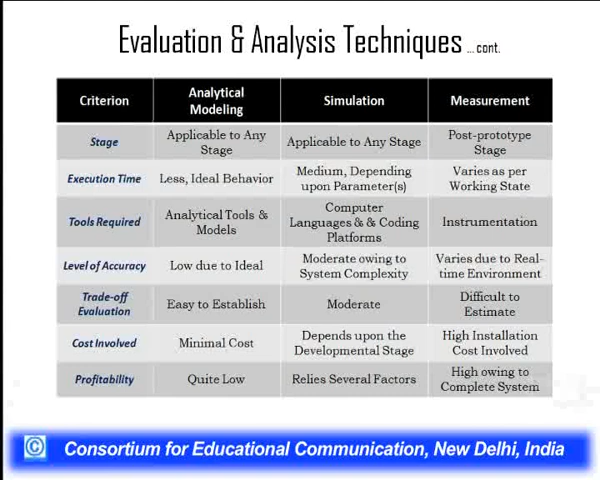 Evaluation & Analysis Techniques ... cont.
Criterion
Analytical
Modeling
Simulation
Measurement
Stage
Applicable to Any
Stage
Applicable to Any Stage
Post-prototype
Stage
Execution Time
Less, Ideal Behavior
Medium, Depending
upon Parameter(s)
Varies as per
Working State
Tools Required
Analytical Tools &
Models
Computer
Languages & & Coding
Platforms
Instrumentation
Level of Accuracy
Low due to Ideal
Moderate owing to
System Complexity
Varies due to Real-
time Environment
Trade-off
Evaluation
Easy to Establish
Moderate
Difficult to
Estimate
Cost Involved
Minimal Cost
Depends upon the
Developmental Stage
High Installation
Cost Involved
Profitability
Quite Low
Relies Several Factors
High owing to
Complete System
© Consortium for Educational Communication, New Delhi, India